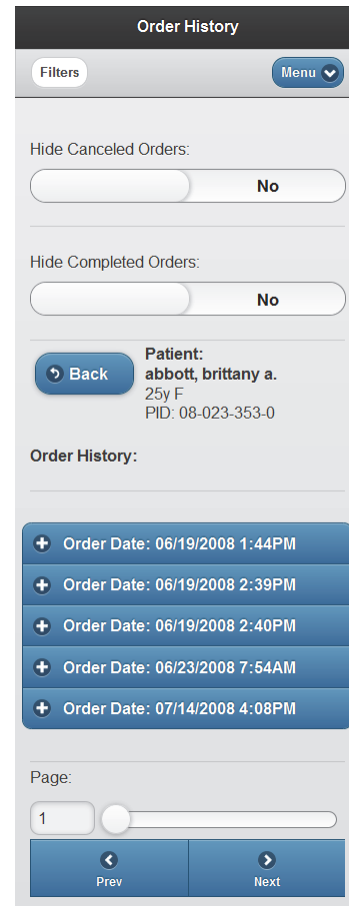 Order History
Filters
Menu
Hide Canceled Orders:
No
Hide Completed Orders:
No
Back
Patient:
abbott, brittany a.
25y F
PID: 08-023-353-0
Order History:
Order Date: 06/19/2008 1:44PM
Order Date: 06/19/2008 2:39PM
Order Date: 06/19/2008 2:40PM
Order Date: 06/23/2008 7:54AM
Order Date: 07/14/2008 4:08PM
Page:
1
Prev
Next